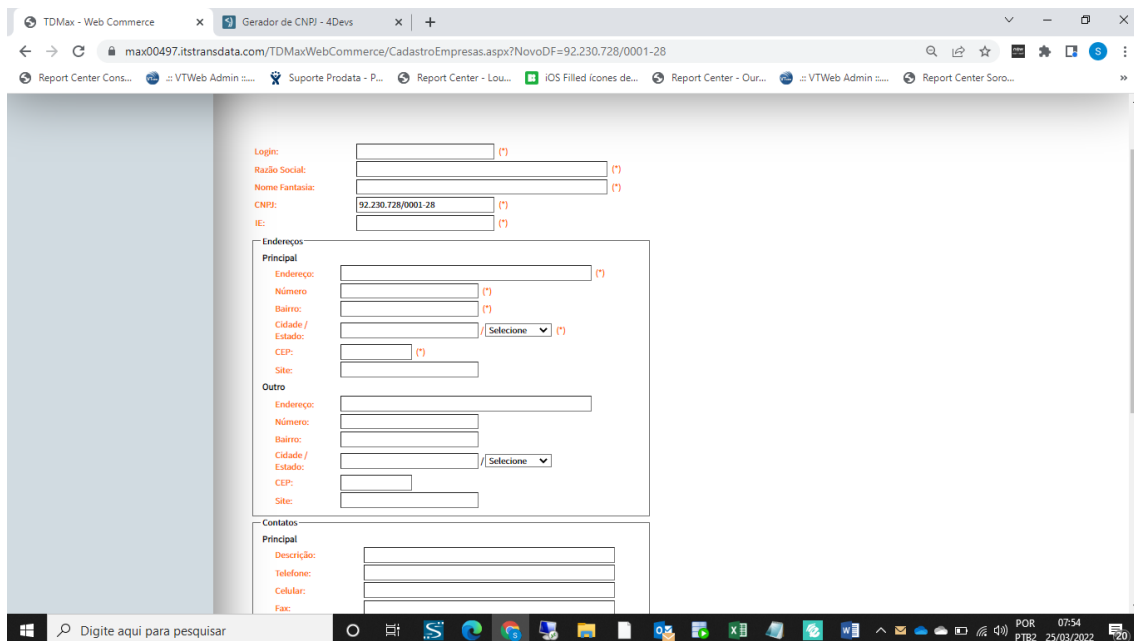 TDMax - Web Commerce
Gerador de CNPJ - 4Devs
max00497.itstransdata.com/TDMaxWebCommerce/CadastroEmpresas.aspx?NovoDF=92.230.728/0001-28
Report Center Cons... .:: VTWeb Admin ::.... Suporte Prodata - P... Report Center - Lou... iOS Filled ícones de... Report Center - Our... .:: VTWeb Admin ::.... Report Center Soro... »
Login: (*)
Razão Social: (*)
Nome Fantasia: (*)
CNPJ: 92.230.728/0001-28 (*)
IE: (*)
Endereços
Principal
Endereço: (*)
Número (*)
Bairro: (*)
Cidade / Estado: / Selecione (*)
CEP: (*)
Site:
Outro
Endereço:
Número:
Bairro:
Cidade / Estado: / Selecione
CEP:
Site:
Contatos
Principal
Descrição:
Telefone:
Celular:
Fax:
Digite aqui para pesquisar
POR 07:54
PTB2 25/03/2022
20